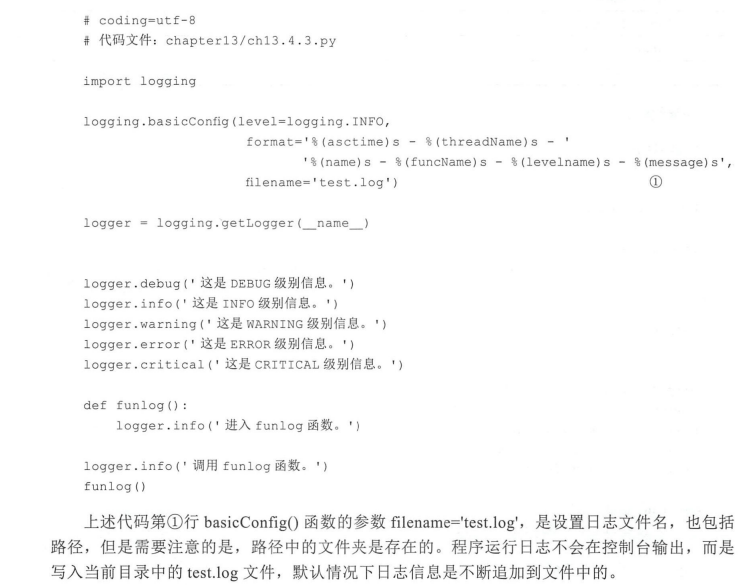 # coding=utf-8
# 代码文件：chapter13/ch13.4.3.py
import logging
logging.basicConfig(level=logging.INFO,
format='%(asctime)s - %(threadName)s - '
'%(name)s - %(funcName)s - %(levelname)s - %(message)s',
filename='test.log') ①
logger = logging.getLogger(__name__)
logger.debug('这是 DEBUG 级别信息。')
logger.info('这是 INFO 级别信息。')
logger.warning('这是 WARNING 级别信息。')
logger.error('这是 ERROR 级别信息。')
logger.critical('这是 CRITICAL 级别信息。')
def funlog():
logger.info('进入 funlog 函数。')
logger.info('调用 funlog 函数。')
funlog()
上述代码第①行 basicConfig() 函数的参数 filename='test.log'，是设置日志文件名，也包括
路径，但是需要注意的是，路径中的文件夹是存在的。程序运行日志不会在控制台输出，而是
写入当前目录中的 test.log 文件，默认情况下日志信息是不断追加到文件中的。